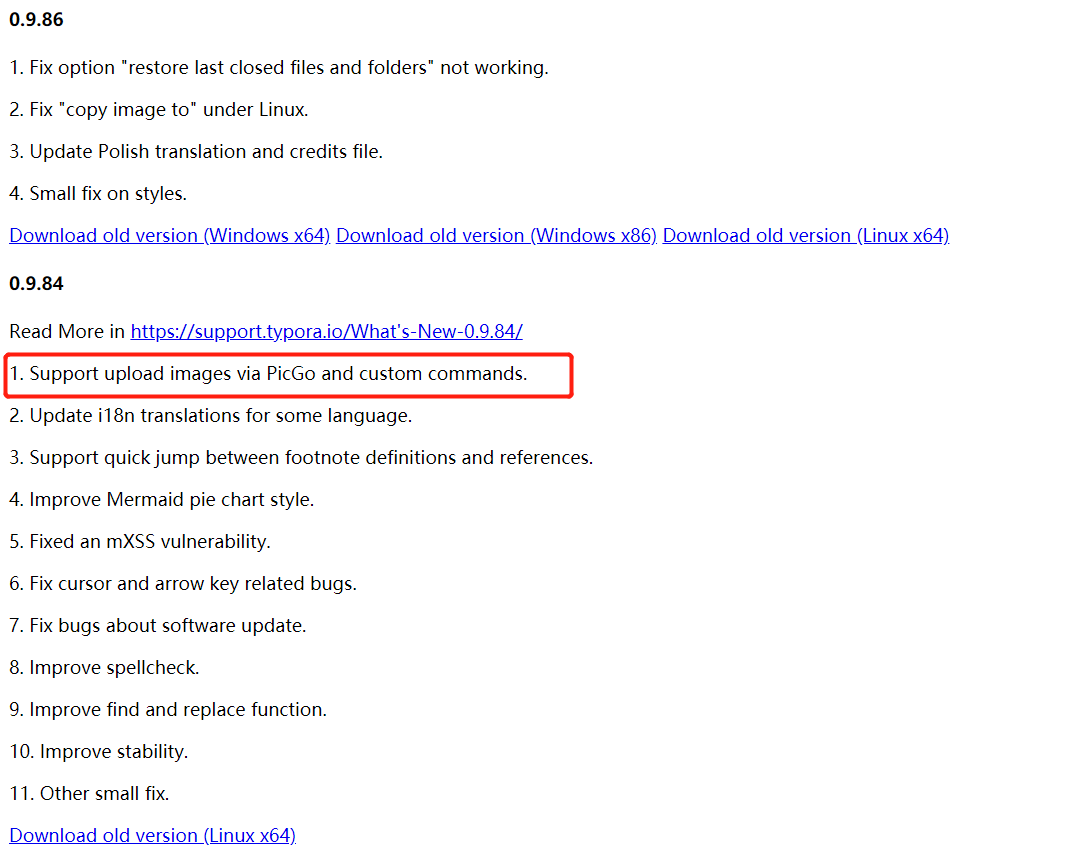 0.9.86
1. Fix option "restore last closed files and folders" not working.
2. Fix "copy image to" under Linux.
3. Update Polish translation and credits file.
4. Small fix on styles.
Download old version (Windows x64) Download old version (Windows x86) Download old version (Linux x64)
0.9.84
Read More in https://support.typora.io/What's-New-0.9.84/
1. Support upload images via PicGo and custom commands.
2. Update i18n translations for some language.
3. Support quick jump between footnote definitions and references.
4. Improve Mermaid pie chart style.
5. Fixed an mXSS vulnerability.
6. Fix cursor and arrow key related bugs.
7. Fix bugs about software update.
8. Improve spellcheck.
9. Improve find and replace function.
10. Improve stability.
11. Other small fix.
Download old version (Linux x64)